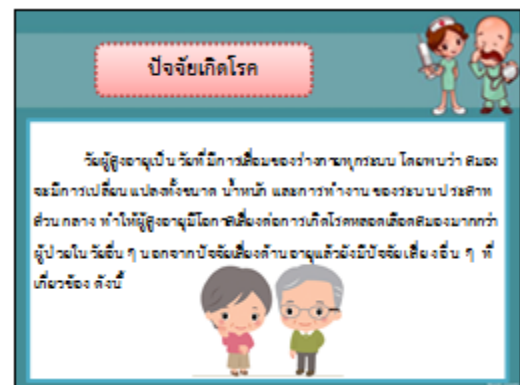 ปัจจัยเกิดโรค
วัยผู้สูงอายุเป็น วัยที่มีการเสื่อมของร่างกายทุกระบบ โดยพบว่า สมอง
จะมีการเปลี่ยนแปลงทั้งขนาด น้ำหนัก และการทำงาน ของระบบประสาท
ส่วนกลาง ทำให้ผู้สูงอายุมีโอกาสเสี่ยงต่อการเกิดโรคหลอดเลือดสมองมากกว่า
ผู้ป่วยในวัยอื่น ๆ นอกจากปัจจัยเสี่ยงด้านอายุแล้วยังมีปัจจัยเสี่ยงอื่น ๆ ที่
เกี่ยวข้อง ดังนี้